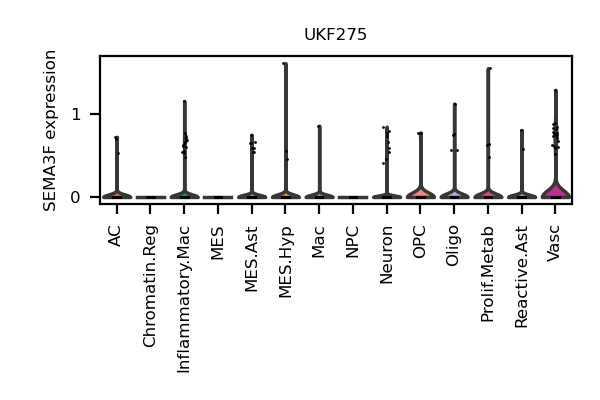 UKF275
SEMA3F expression
1
0
AC
Chromatin.Reg
Inflammatory.Mac
MES
MES.Ast
MES.Hyp
Mac
NPC
Neuron
OPC
Oligo
Prolif.Metab
Reactive.Ast
Vasc